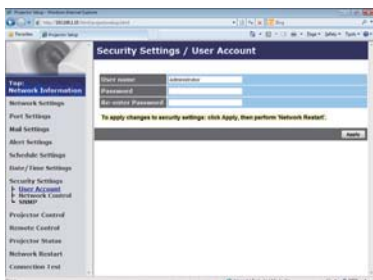 Security Settings / User Account
User name
administrator
Password
Re-enter Password
To apply changes to security settings: click Apply, then perform 'Network Restart'.
Apply
Top:
Network Information
Network Settings
Port Settings
Mail Settings
Alert Settings
Schedule Settings
Date/Time Settings
Security Settings
User Account
Network Control
SNMP
Projector Control
Remote Control
Projector Status
Network Restart
Connection Test